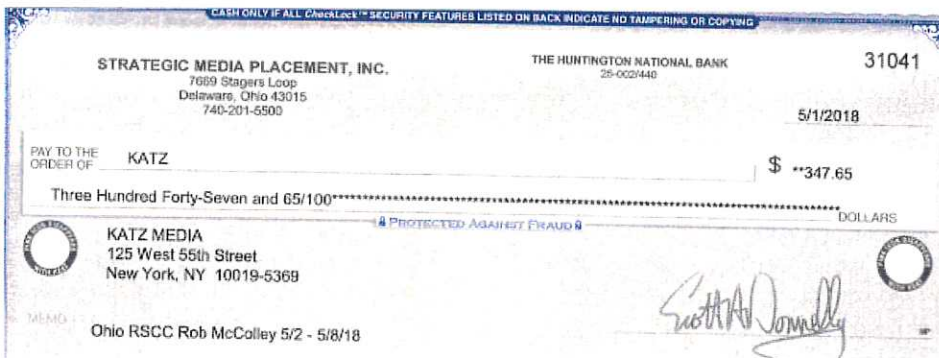 CASH ONLY IF ALL CheckLock™ SECURITY FEATURES LISTED ON BACK INDICATE NO TAMPERING OR COPYING
STRATEGIC MEDIA PLACEMENT, INC.
7669 Stagers Loop
Delaware, Ohio 43015
740-201-5500
THE HUNTINGTON NATIONAL BANK
25-002/440
31041
5/1/2018
PAY TO THE ORDER OF KATZ $ **347.65
Three Hundred Forty-Seven and 65/100**************************************************** DOLLARS
PROTECTED AGAINST FRAUD
KATZ MEDIA
125 West 55th Street
New York, NY 10019-5369
Scott A Donnelly
MEMO
Ohio RSCC Rob McColley 5/2 - 5/8/18